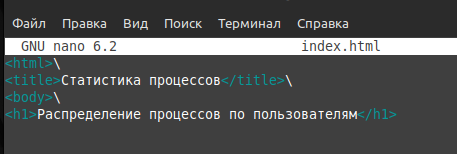 Файл Правка Вид Поиск Терминал Справка
GNU nano 6.2 index.html
<html>\
<title>Статистика процессов</title>\
<body>\
<h1>Распределение процессов по пользователям</h1>